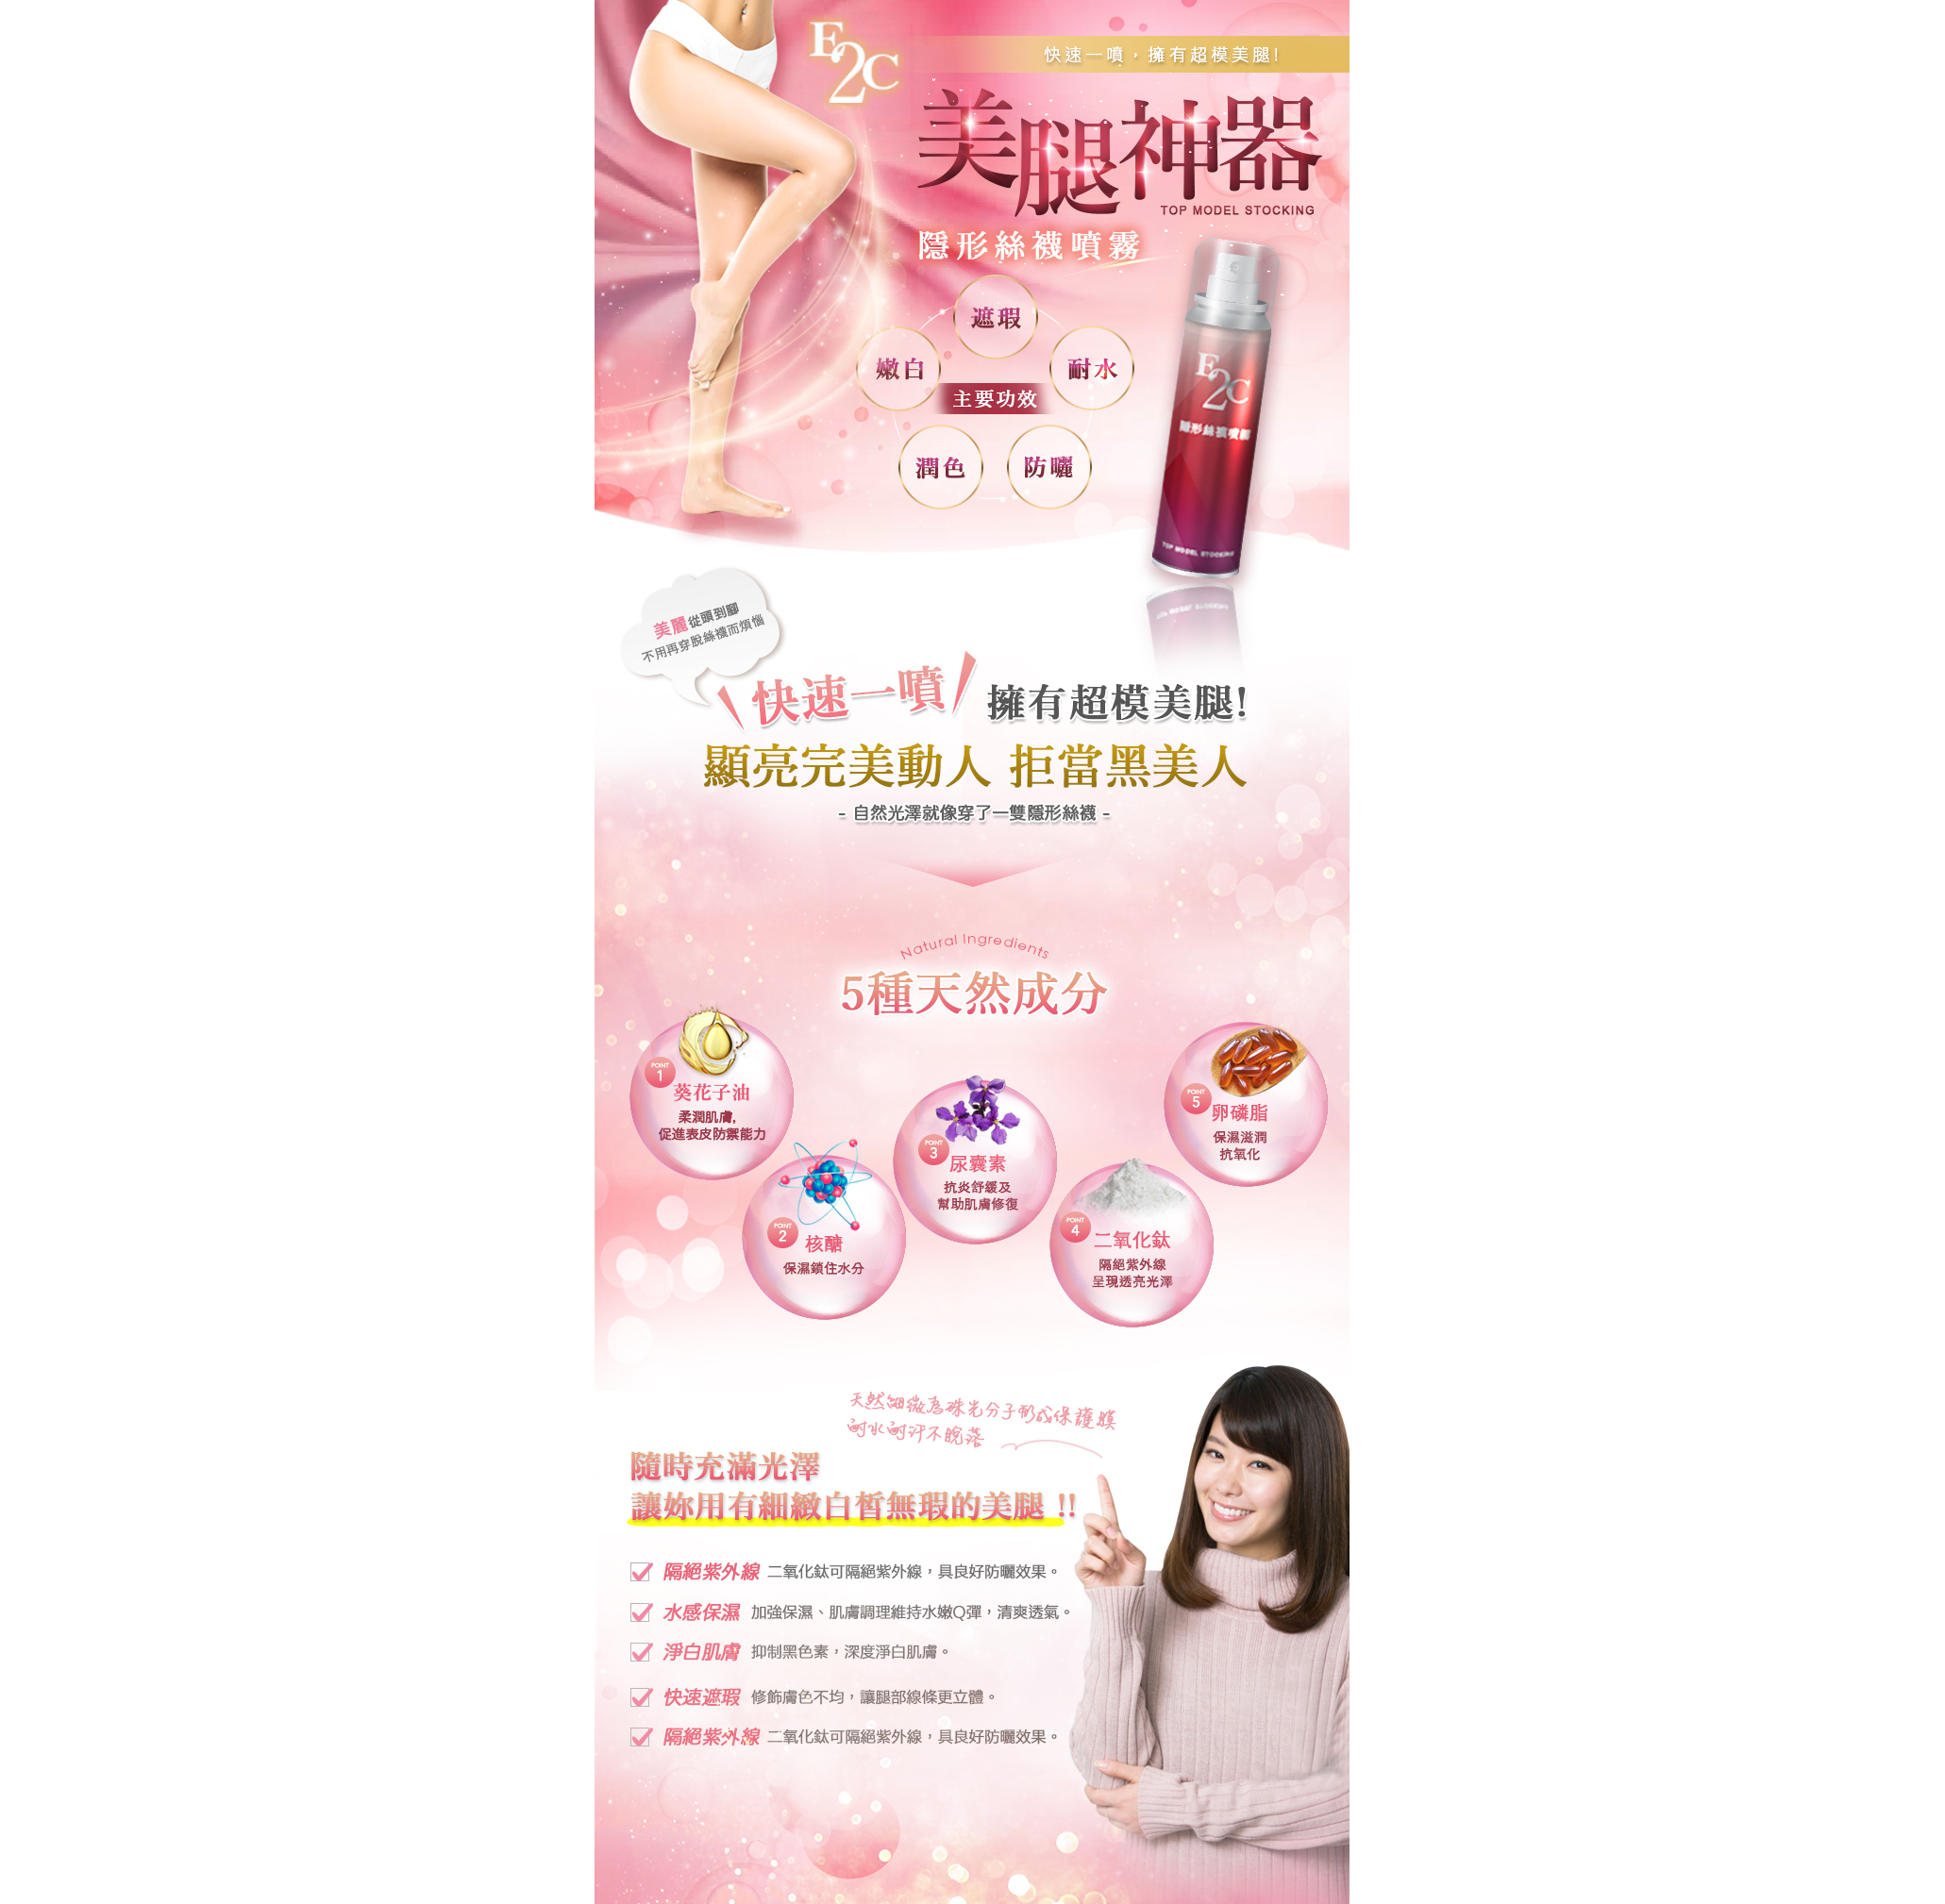 E2C
快速一噴，擁有超模美腿!
美腿神器
TOP MODEL STOCKING
隱形絲襪噴霧
遮瑕
嫩白
耐水
主要功效
潤色
防曬
E2C
隱形絲襪噴霧
TOP MODEL STOCKING
美麗從頭到腳
不用再穿脫絲襪而煩惱
快速一噴 擁有超模美腿!
顯亮完美動人 拒當黑美人
- 自然光澤就像穿了一雙隱形絲襪 -
Natural Ingredients
5種天然成分
POINT 1
葵花子油
柔潤肌膚,
促進表皮防禦能力
POINT 2
核醣
保濕鎖住水分
POINT 3
尿囊素
抗炎舒緩及
幫助肌膚修復
POINT 4
二氧化鈦
隔絕紫外線
呈現透亮光澤
POINT 5
卵磷脂
保濕滋潤
抗氧化
天然細微為珠光分子形成保護膜
耐水耐汗不脫落
隨時充滿光澤
讓妳用有細緻白皙無瑕的美腿 !!
隔絕紫外線 二氧化鈦可隔絕紫外線，具良好防曬效果。
水感保濕 加強保濕、肌膚調理維持水嫩Q彈，清爽透氣。
淨白肌膚 抑制黑色素，深度淨白肌膚。
快速遮瑕 修飾膚色不均，讓腿部線條更立體。
隔絕紫外線 二氧化鈦可隔絕紫外線，具良好防曬效果。